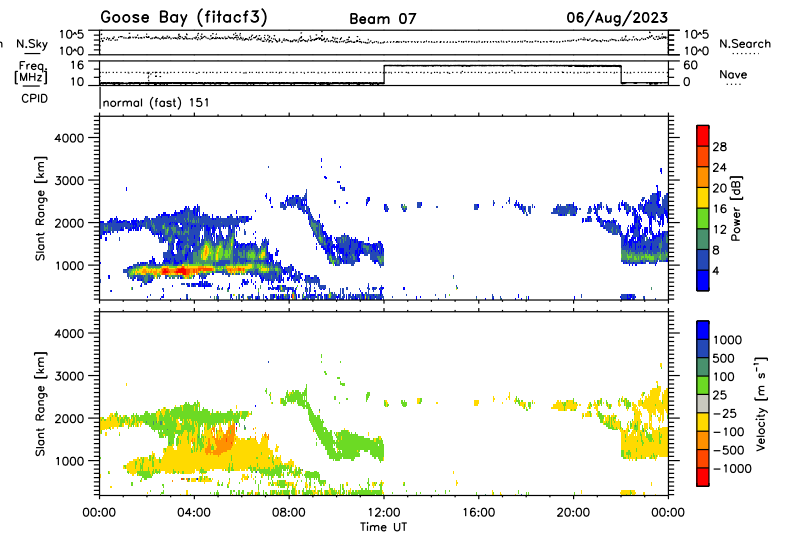 Goose Bay (fitacf3) Beam 07 06/Aug/2023
n N.Sky 10^5 10^5 N.Search
10^0 10^0
Freq. 16 60 Nave
[MHz] 10 0
CPID normal (fast) 151
Slant Range [km]
4000
3000
2000
1000
Power [dB]
28
24
20
16
12
8
4
Slant Range [km]
4000
3000
2000
1000
Velocity [m s⁻¹]
1000
500
100
25
−25
−100
−500
−1000
00:00 04:00 08:00 12:00 16:00 20:00 00:00
Time UT